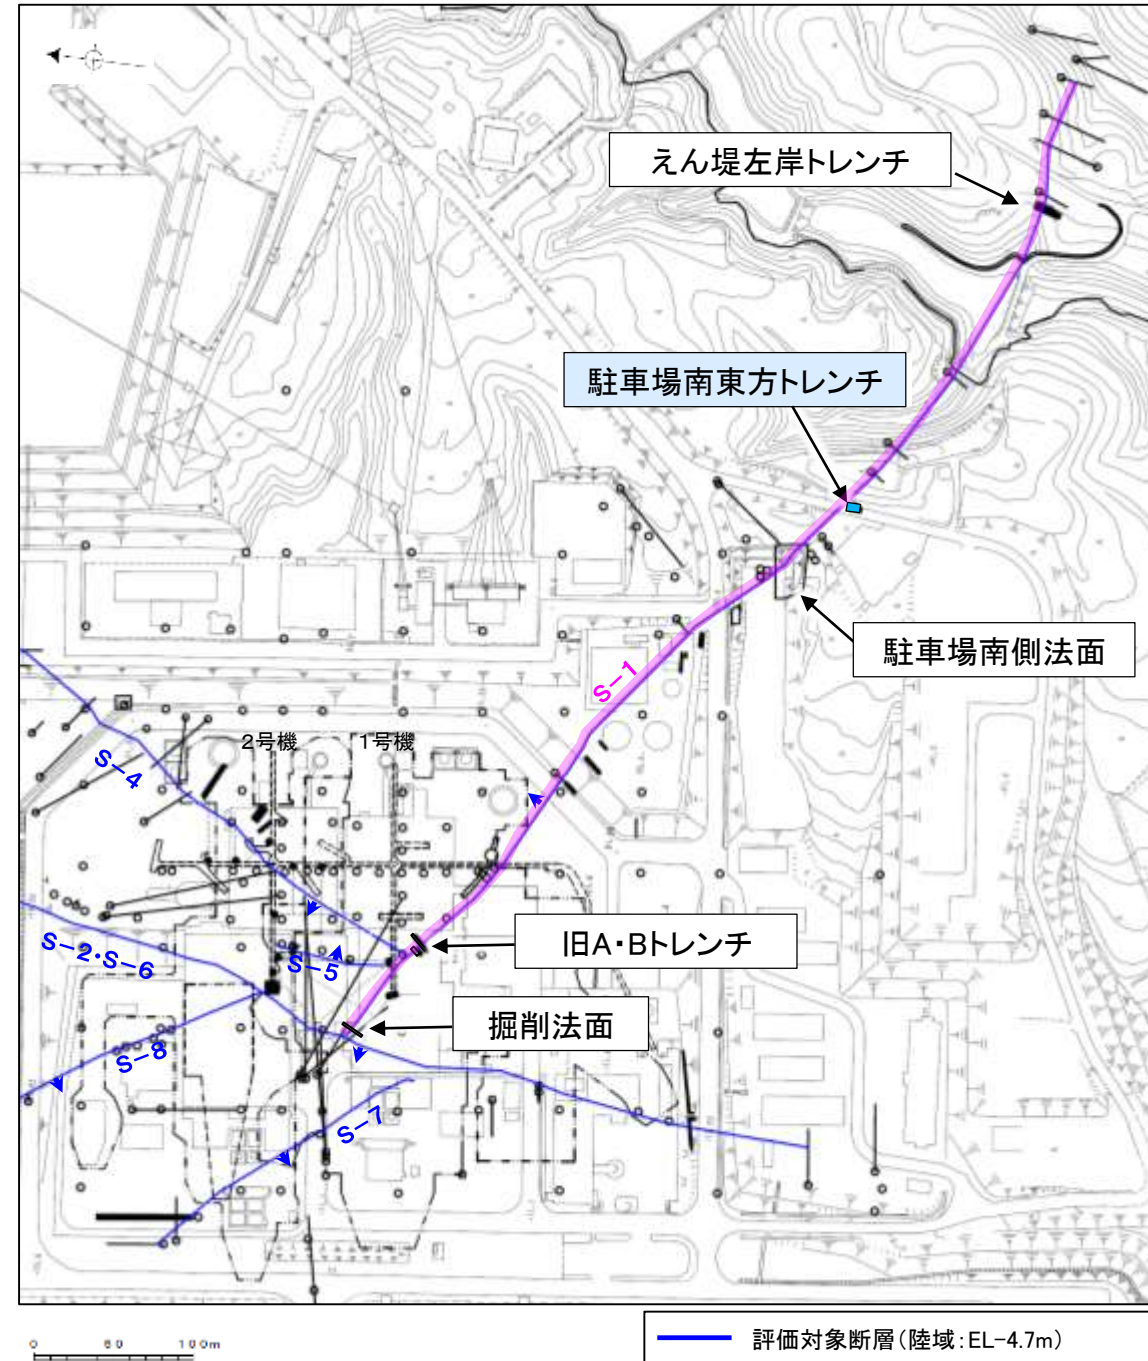 えん堤左岸トレンチ
駐車場南東方トレンチ
駐車場南側法面
S-1
2号機
1号機
S-4
旧A・Bトレンチ
S-2・S-6
S-5
掘削法面
S-8
S-7
0
100m
評価対象断層(陸域:EL-4.7m)